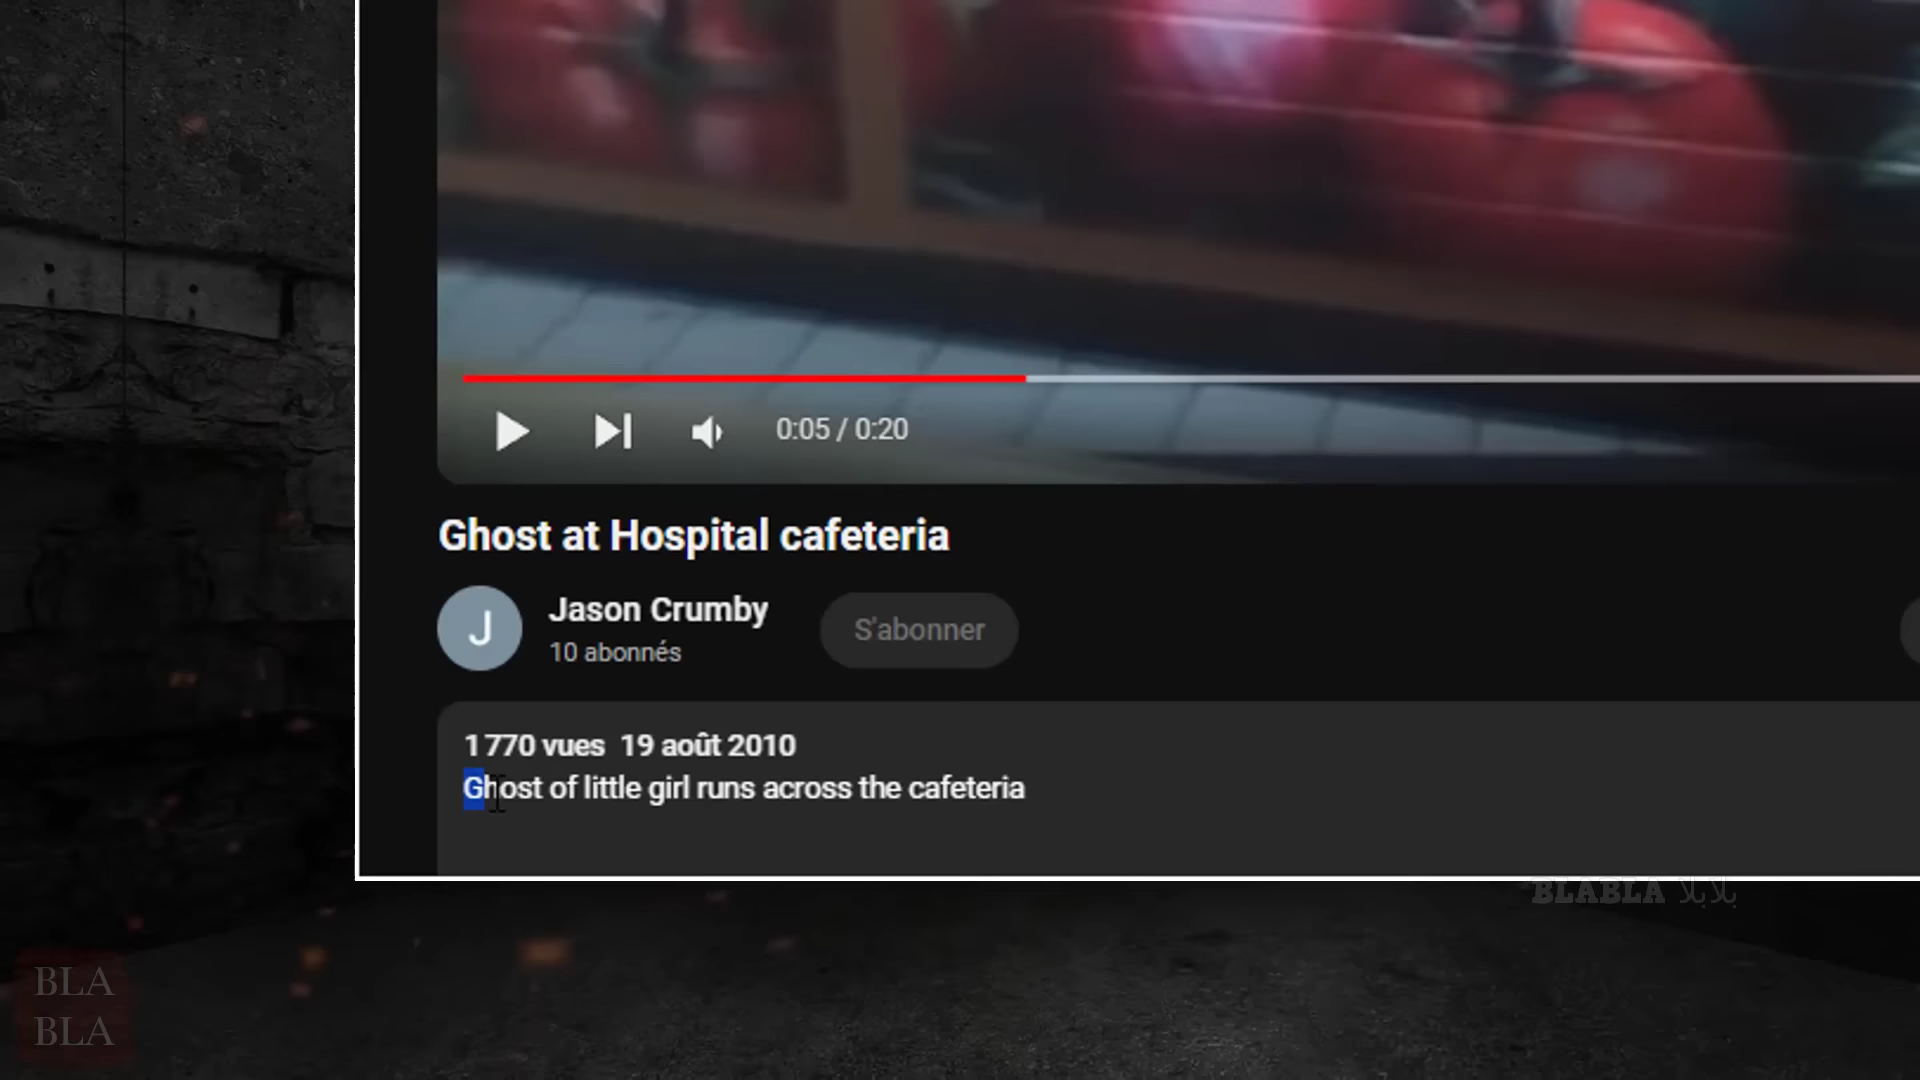 0:05 / 0:20
Ghost at Hospital cafeteria
J
Jason Crumby
10 abonnés
S'abonner
1 770 vues 19 août 2010
Ghost of little girl runs across the cafeteria
BLABLA بلابلا
BLA
BLA